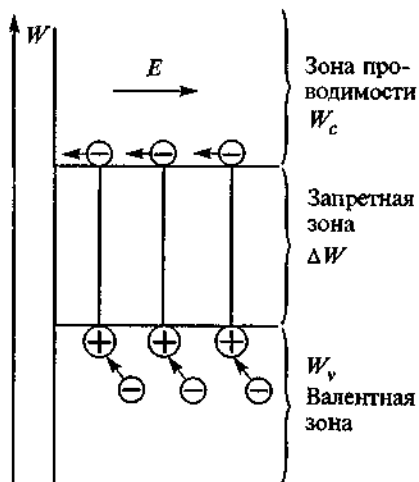 W
E
Зона про-
водимости
W_c
Запретная
зона
ΔW
W_v
Валентная
зона